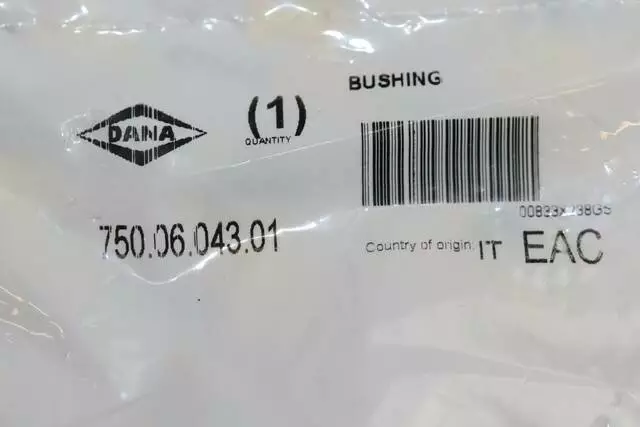 BUSHING
DANA
(1)
QUANTITY
750.06.043.01
Country of origin: IT EAC